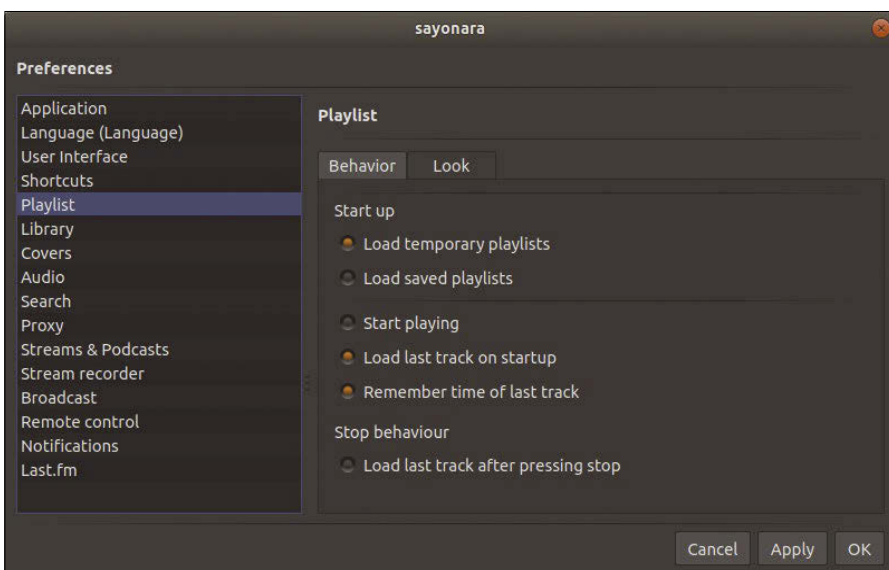 sayonara
Preferences
Application
Language (Language)
User Interface
Shortcuts
Playlist
Library
Covers
Audio
Search
Proxy
Streams & Podcasts
Stream recorder
Broadcast
Remote control
Notifications
Last.fm
Playlist
Behavior Look
Start up
Load temporary playlists
Load saved playlists
Start playing
Load last track on startup
Remember time of last track
Stop behaviour
Load last track after pressing stop
Cancel Apply OK